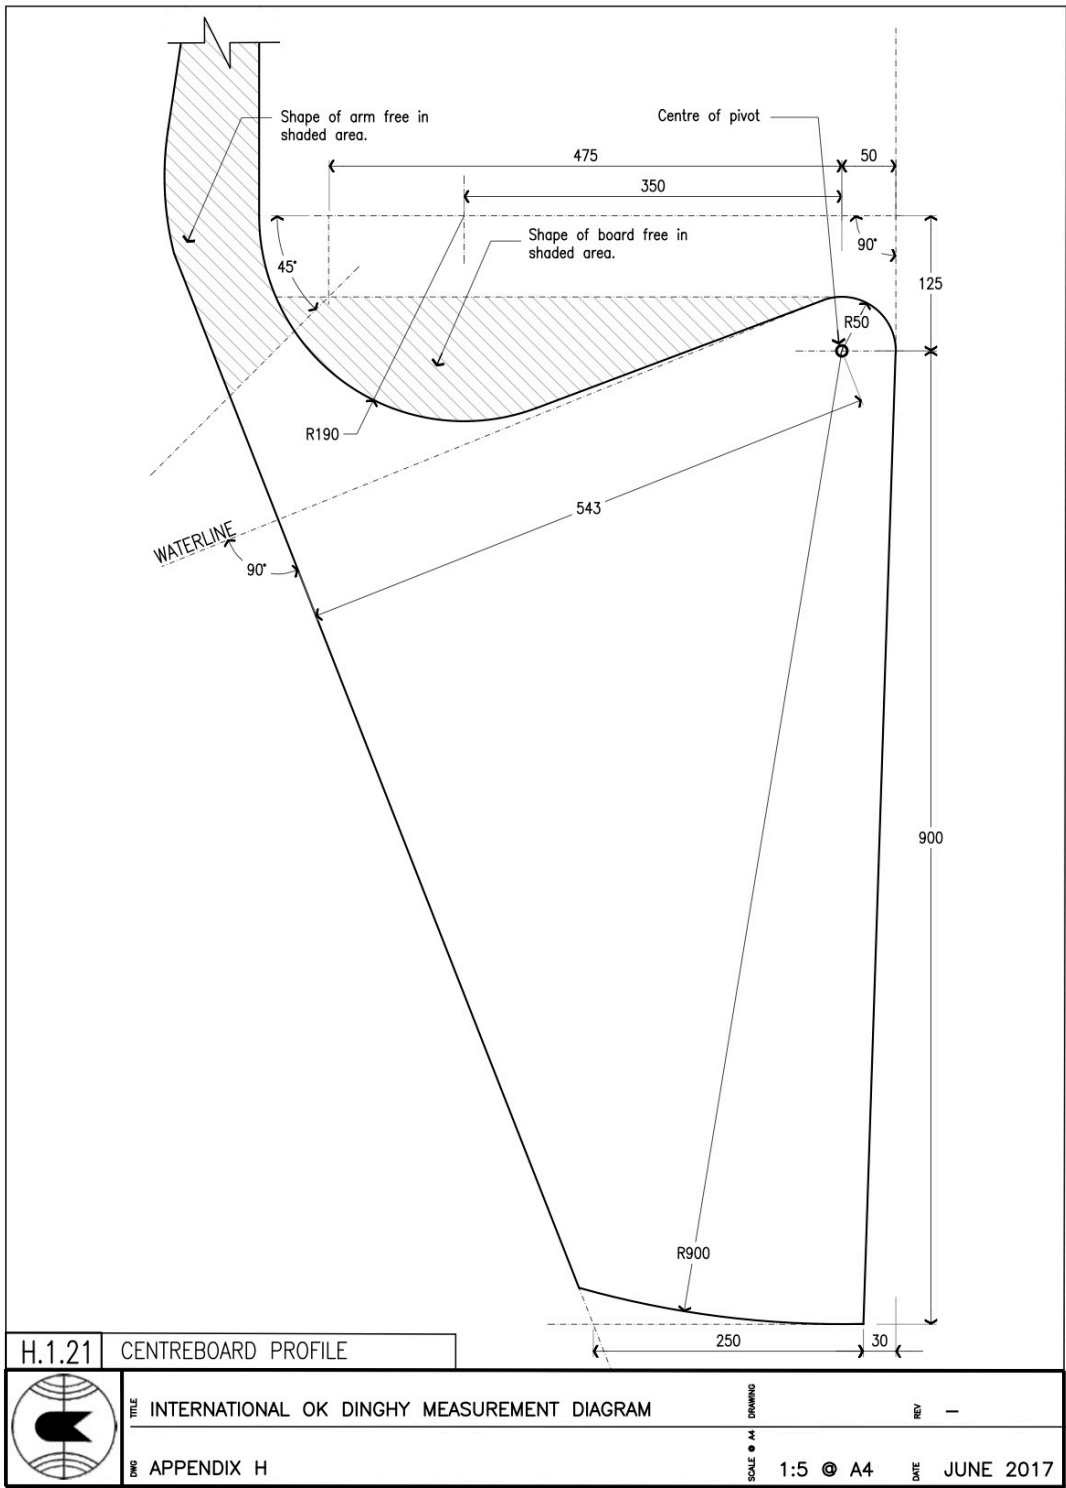 Shape of arm free in
shaded area.
Centre of pivot
475
50
350
Shape of board free in
shaded area.
90°
45°
125
R50
R190
543
WATERLINE
90°
900
R900
250
30
H.1.21
CENTREBOARD PROFILE
TITLE
INTERNATIONAL OK DINGHY MEASUREMENT DIAGRAM
DRAWING
REV
–
DWG
APPENDIX H
SCALE @ A4
1:5 @ A4
DATE
JUNE 2017